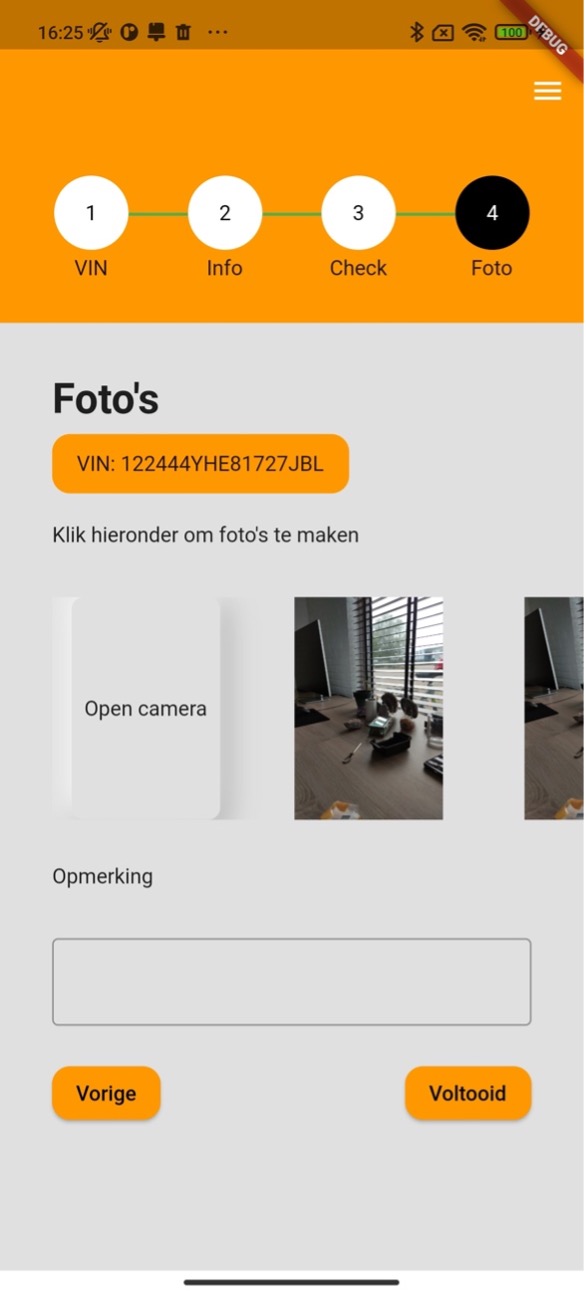 16:25
100
DEBUG
1
2
3
4
VIN
Info
Check
Foto
Foto's
VIN: 122444YHE81727JBL
Klik hieronder om foto's te maken
Open camera
Opmerking
Vorige
Voltooid